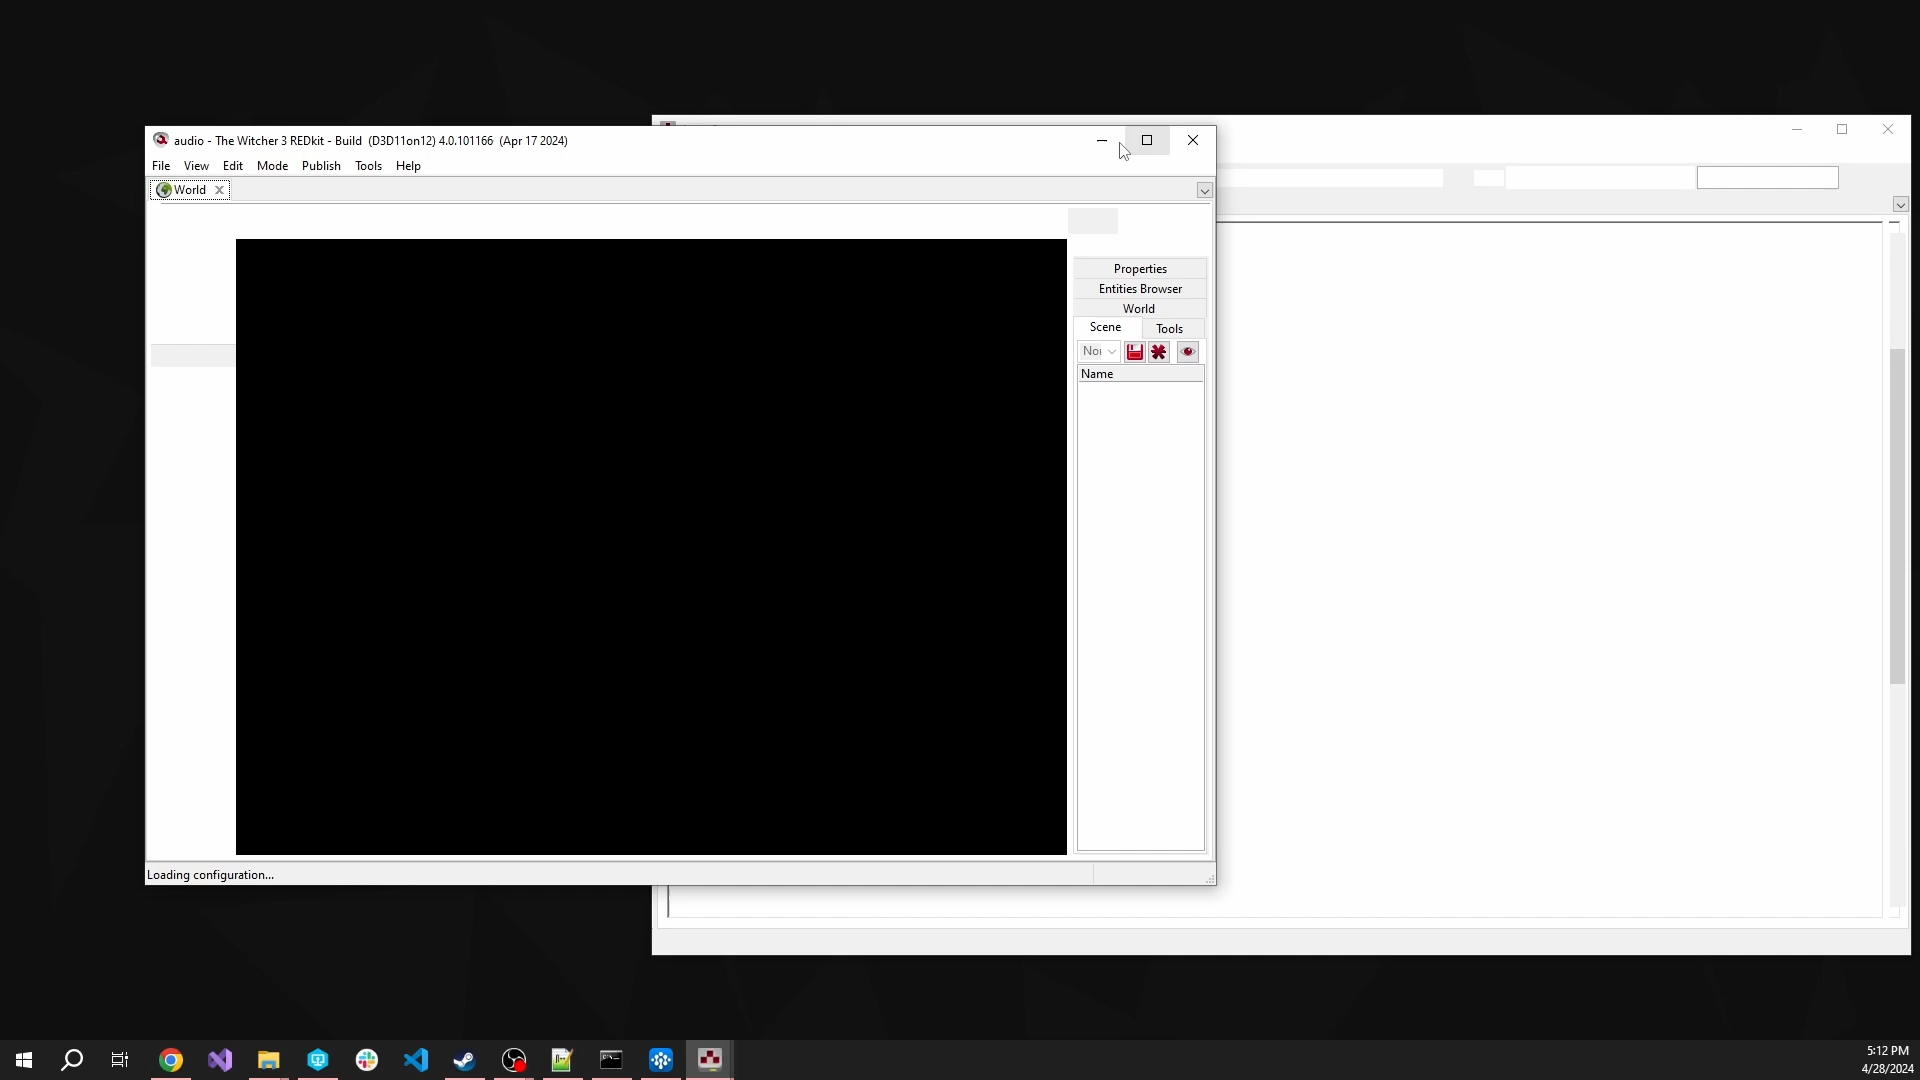 audio - The Witcher 3 REDkit - Build (D3D11on12) 4.0.101166 (Apr 17 2024)
File View Edit Mode Publish Tools Help
World
Properties
Entities Browser
World
Scene Tools
Name
Loading configuration...
5:12 PM
4/28/2024